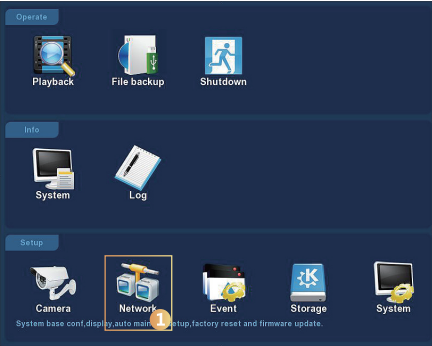 Operate
Playback File backup Shutdown
Info
System Log
Setup
Camera Network Event Storage System
1
System base conf,display,auto main etup,factory reset and firmware update.